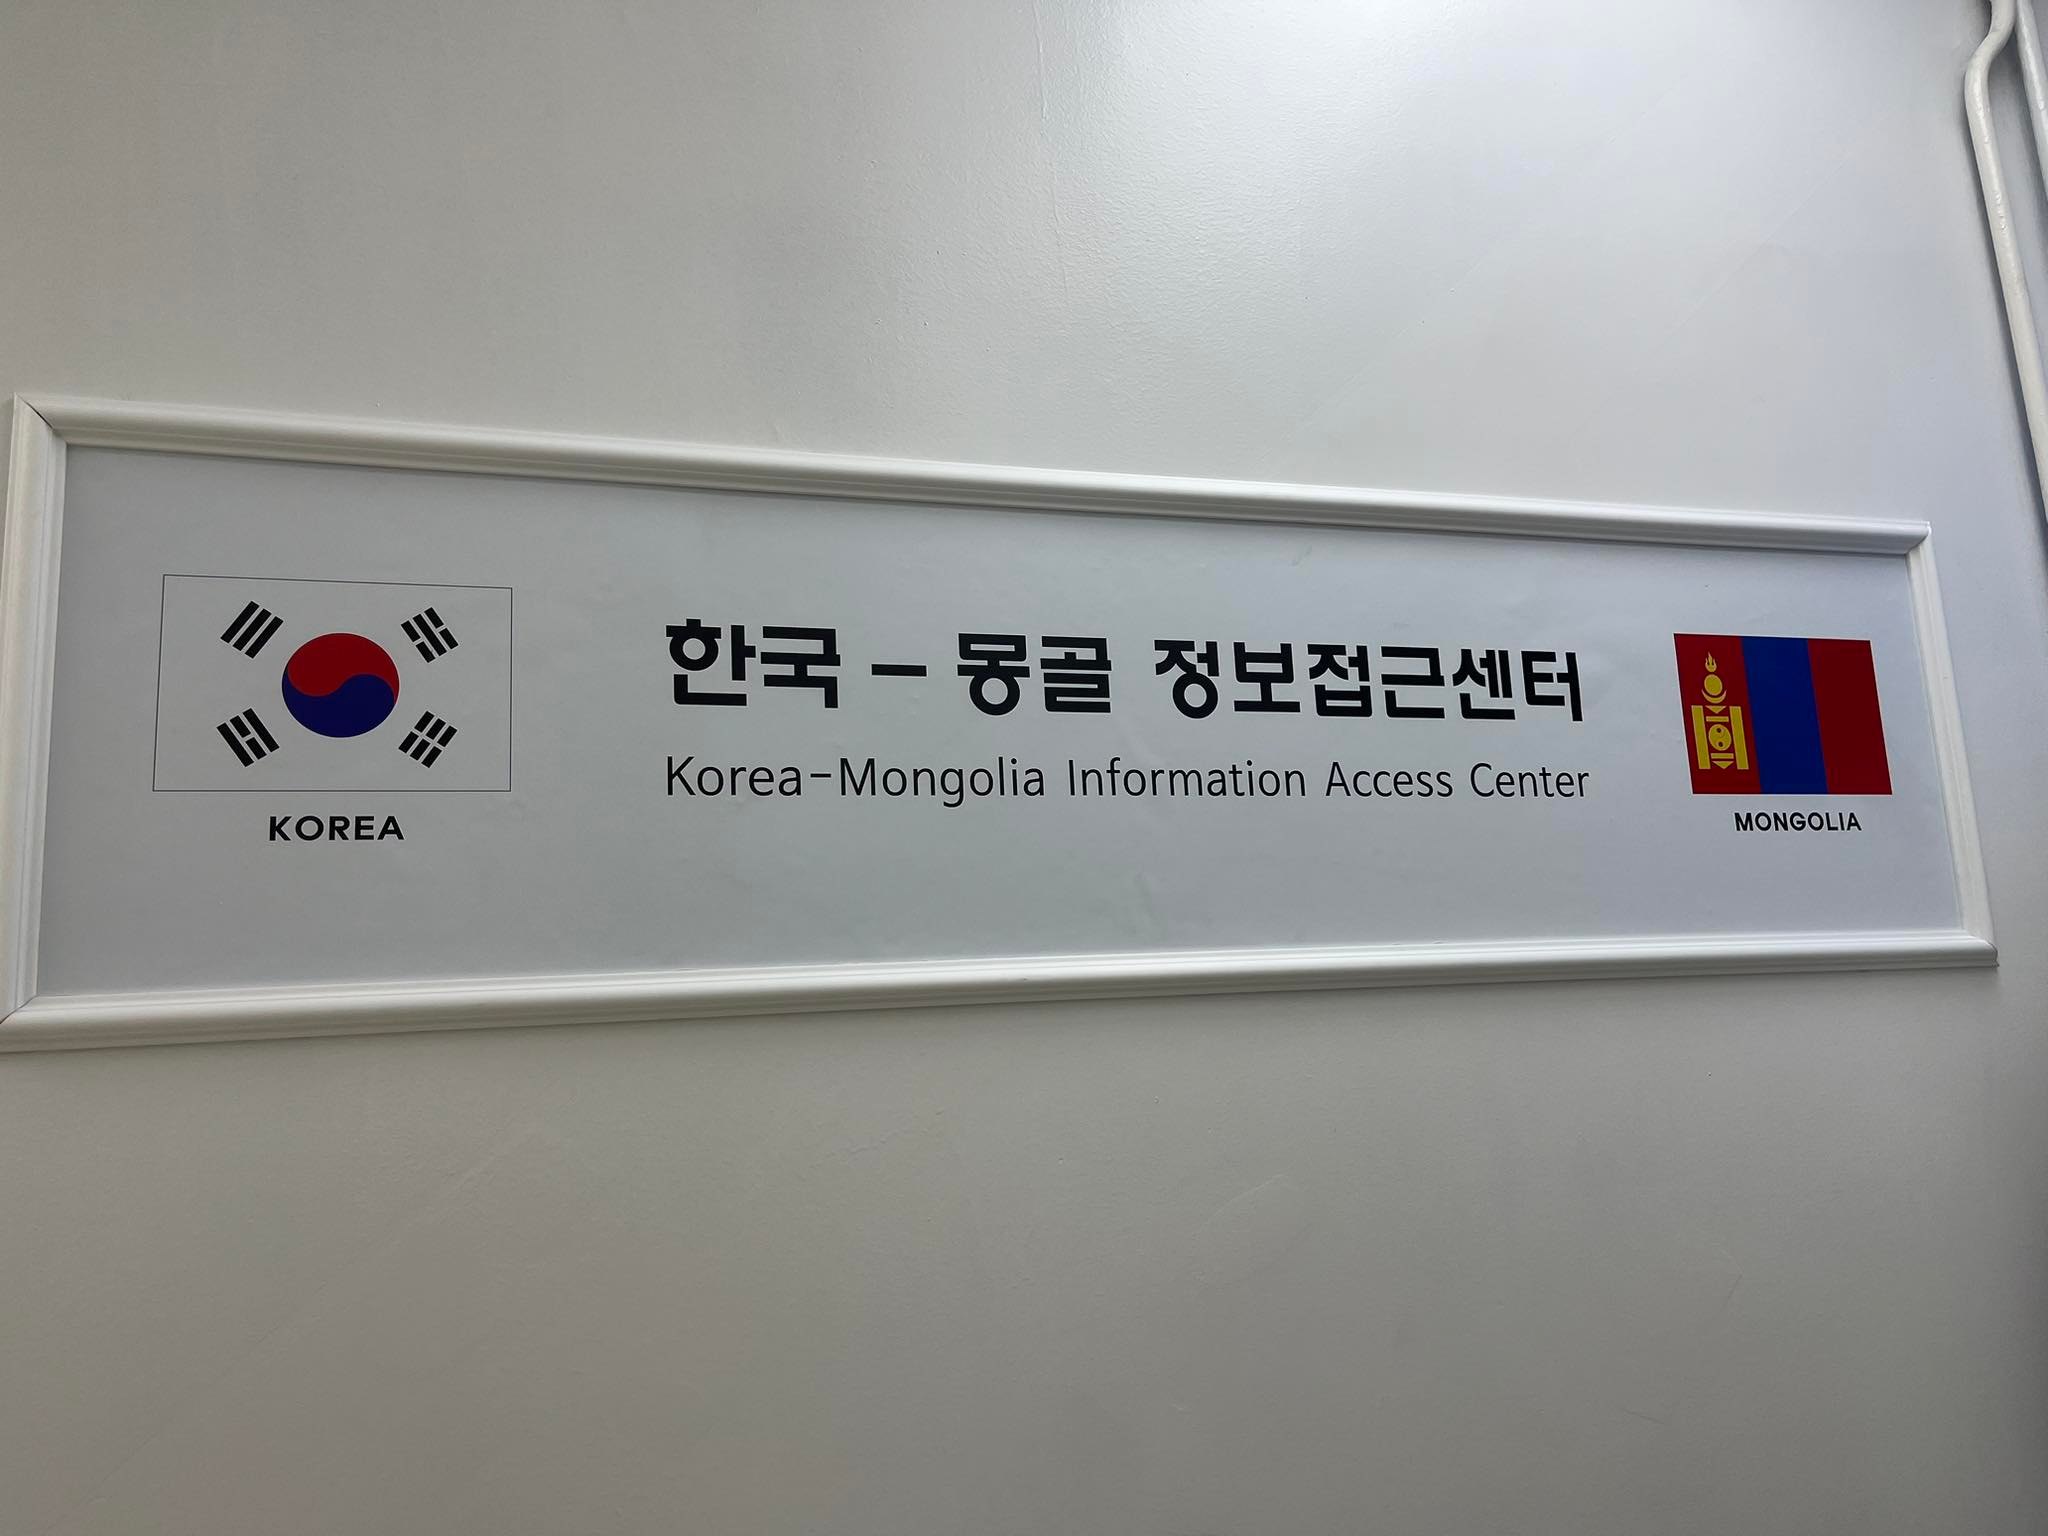 한국 – 몽골 정보접근센터
Korea-Mongolia Information Access Center
KOREA
MONGOLIA